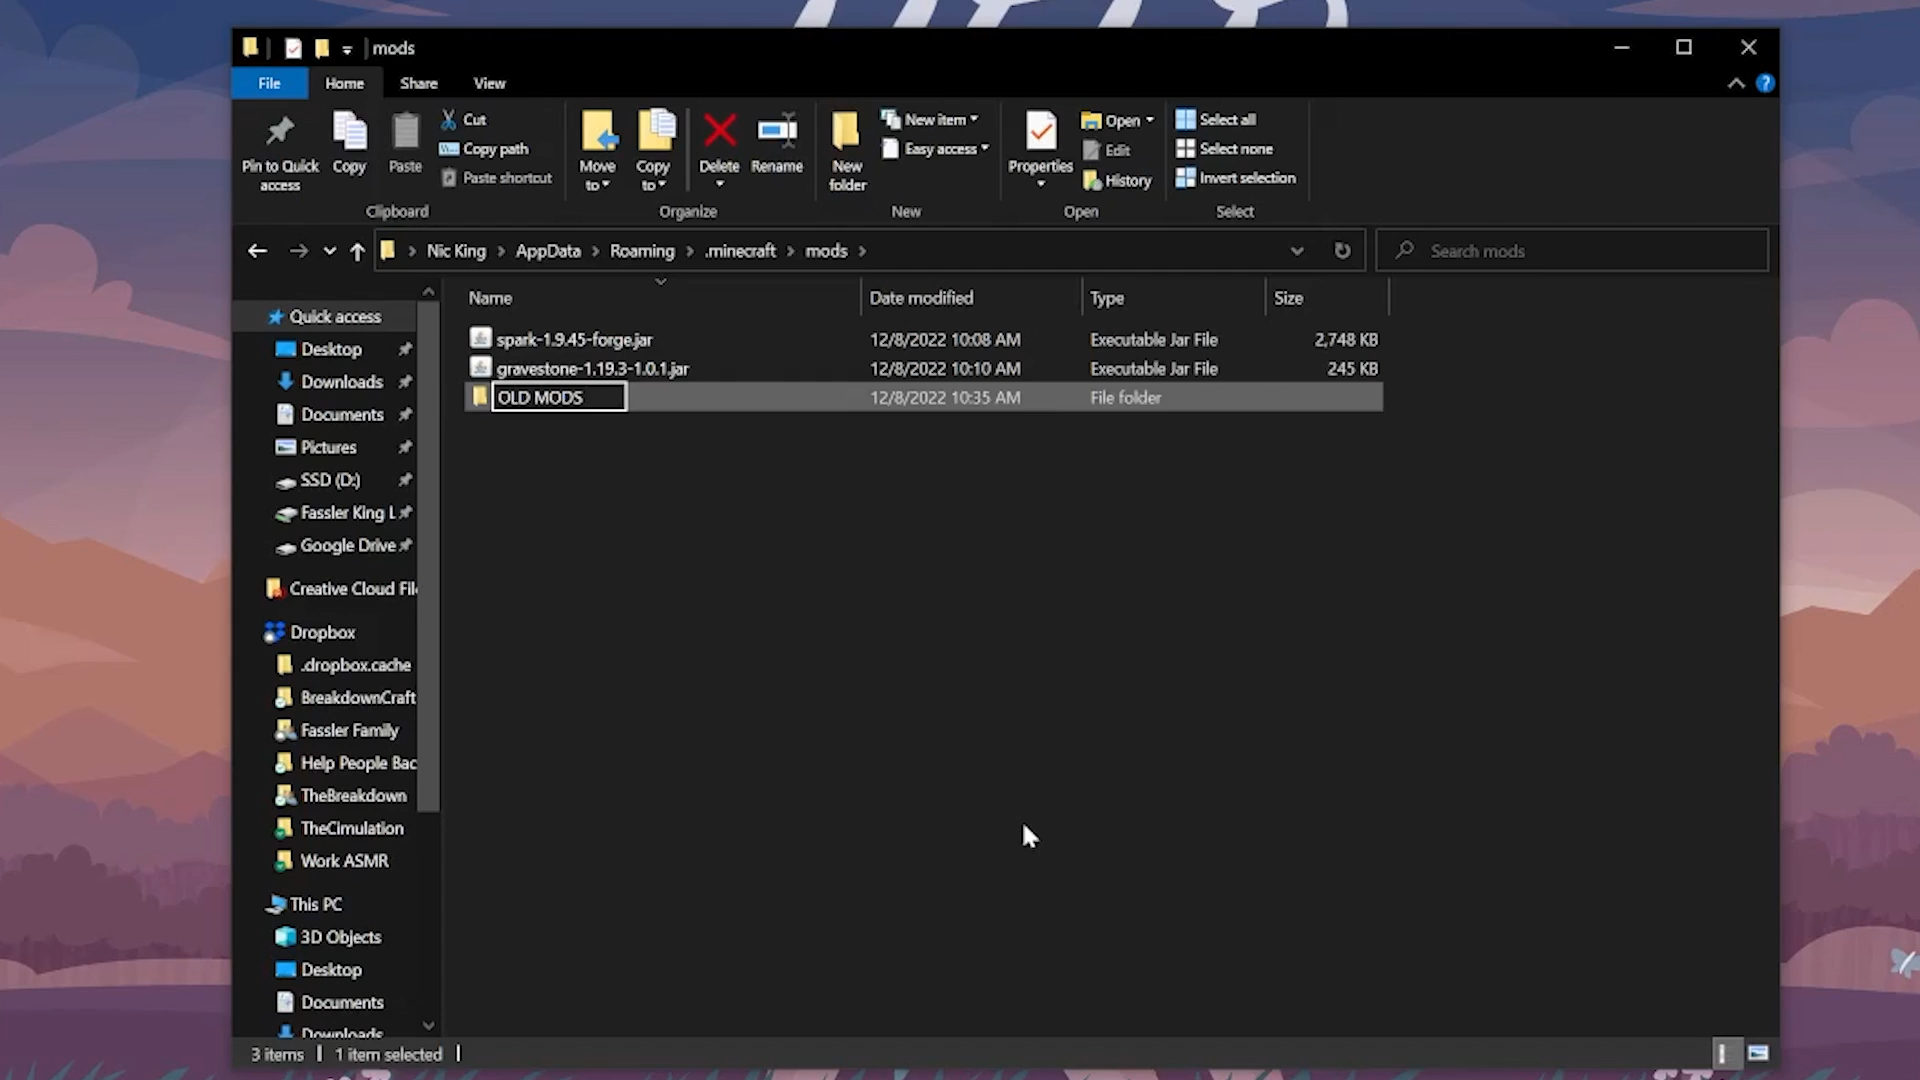 mods
File Home Share View
Pin to Quick access
Copy
Paste
Cut
Copy path
Paste shortcut
Clipboard
Move to
Copy to
Delete
Rename
Organize
New folder
New item
Easy access
New
Properties
Open
Edit
History
Open
Select all
Select none
Invert selection
Select
Nic King > AppData > Roaming > .minecraft > mods >
Search mods
Name Date modified Type Size
spark-1.9.45-forge.jar 12/8/2022 10:08 AM Executable Jar File 2,748 KB
gravestone-1.19.3-1.0.1.jar 12/8/2022 10:10 AM Executable Jar File 245 KB
OLD MODS 12/8/2022 10:35 AM File folder
Quick access
Desktop
Downloads
Documents
Pictures
SSD (D:)
Fassler King L
Google Drive
Creative Cloud File
Dropbox
.dropbox.cache
BreakdownCraft
Fassler Family
Help People Bac
TheBreakdown
TheCimulation
Work ASMR
This PC
3D Objects
Desktop
Documents
Downloads
3 items 1 item selected